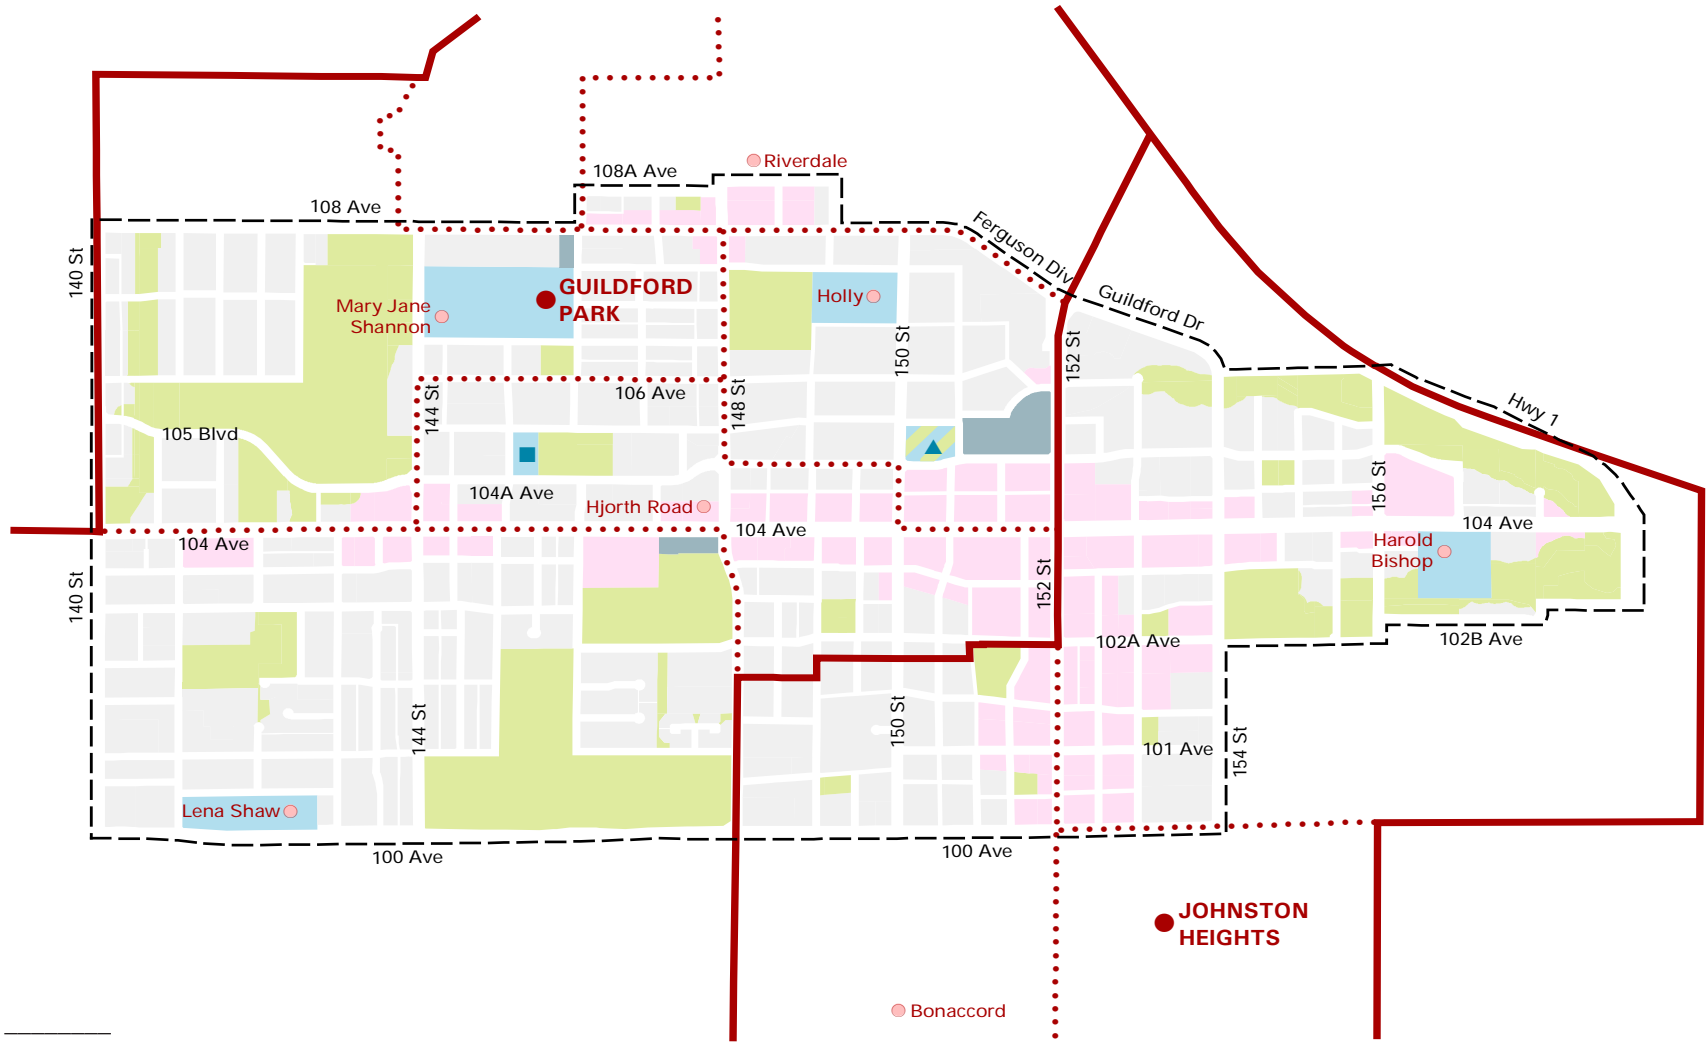 Riverdale
108A Ave
108 Ave
Ferguson Div
140 St
GUILDFORD
PARK
Holly
Mary Jane
Shannon
Guildford Dr
150 St
152 St
106 Ave
144 St
148 St
Hwy 1
105 Blvd
156 St
104A Ave
Hjorth Road
104 Ave
104 Ave
104 Ave
Harold
Bishop
140 St
152 St
102A Ave
102B Ave
144 St
150 St
101 Ave
154 St
Lena Shaw
100 Ave
100 Ave
JOHNSTON
HEIGHTS
Bonaccord